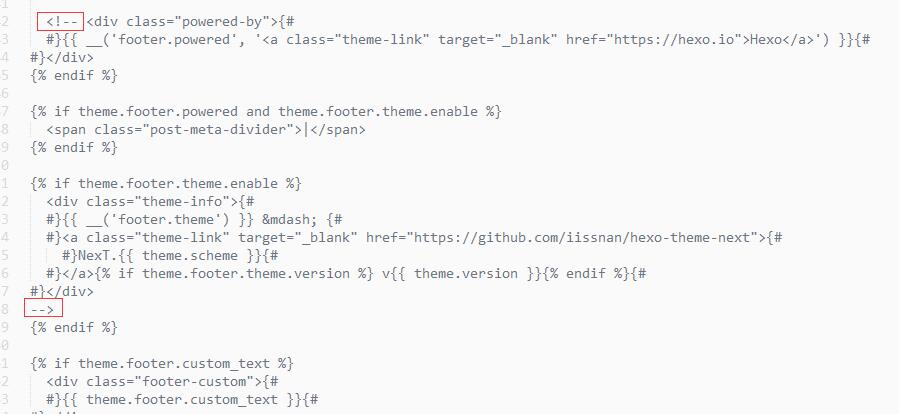 1
2 <!-- <div class="powered-by">{#
3 #}{{ __('footer.powered', '<a class="theme-link" target="_blank" href="https://hexo.io">Hexo</a>') }}{#
4 #}</div>
5 {% endif %}
6
7 {% if theme.footer.powered and theme.footer.theme.enable %}
8 <span class="post-meta-divider">|</span>
9 {% endif %}
0
1 {% if theme.footer.theme.enable %}
2 <div class="theme-info">{#
3 #}{{ __('footer.theme') }} &mdash; {#
4 #}<a class="theme-link" target="_blank" href="https://github.com/iissnan/hexo-theme-next">{#
5 #}NexT.{{ theme.scheme }}{#
6 #}</a>{% if theme.footer.theme.version %} v{{ theme.version }}{% endif %}{#
7 #}</div>
8 -->
9 {% endif %}
0
1 {% if theme.footer.custom_text %}
2 <div class="footer-custom">{#
3 #}{{ theme.footer.custom_text }}{#